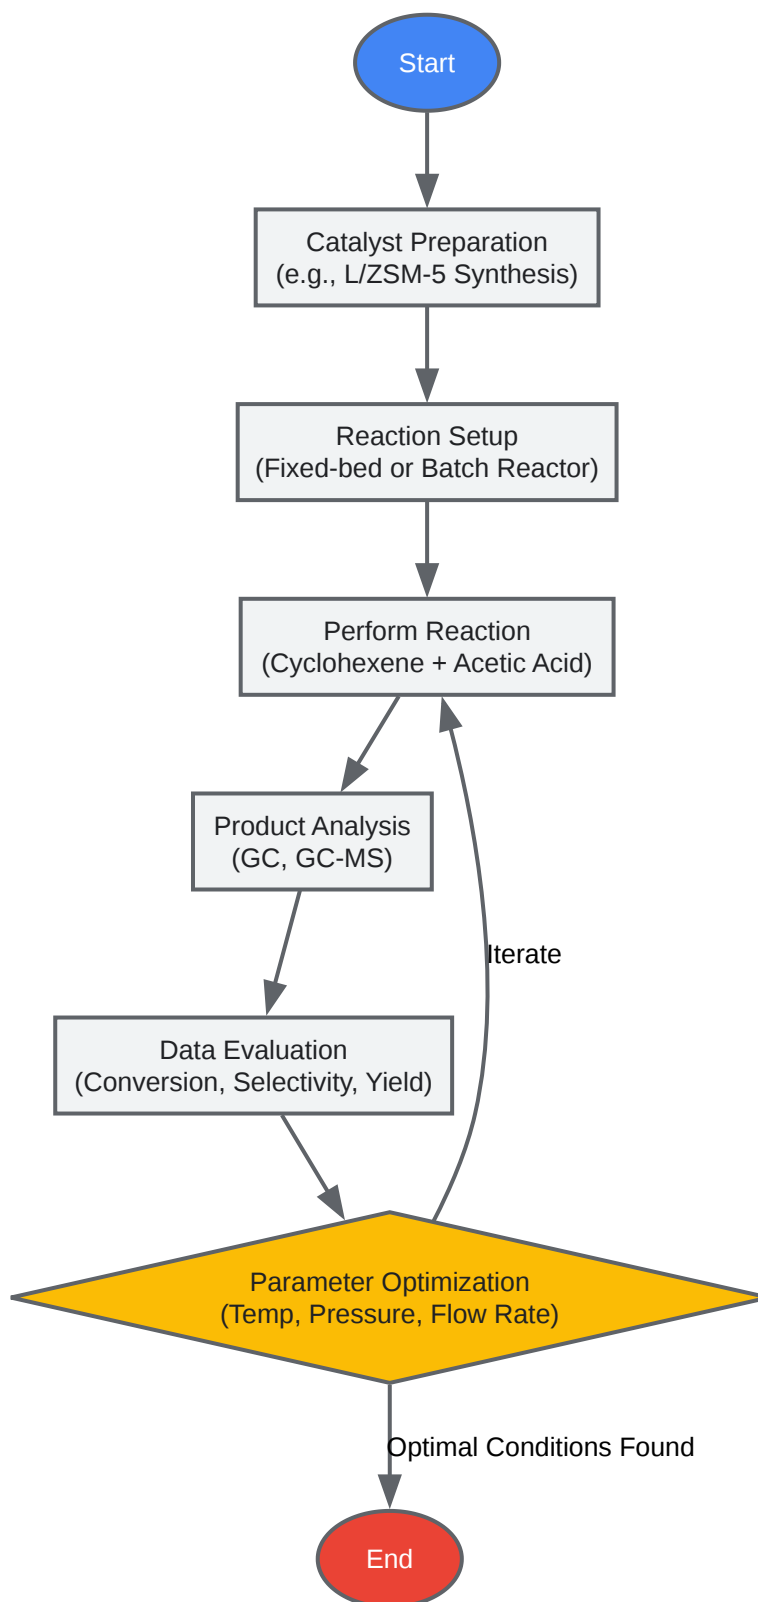 Start
Catalyst Preparation
(e.g., L/ZSM-5 Synthesis)
Reaction Setup
(Fixed-bed or Batch Reactor)
Perform Reaction
(Cyclohexene + Acetic Acid)
Product Analysis
(GC, GC-MS)
Iterate
Data Evaluation
(Conversion, Selectivity, Yield)
Parameter Optimization
(Temp, Pressure, Flow Rate)
Optimal Conditions Found
End